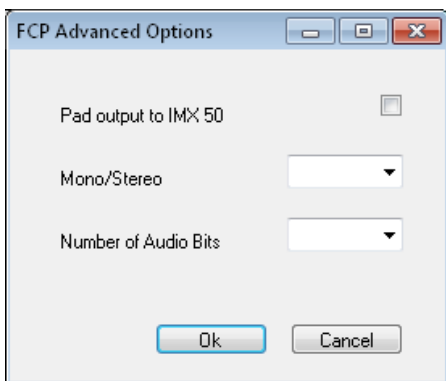 FCP Advanced Options
Pad output to IMX 50
Mono/Stereo
Number of Audio Bits
Ok Cancel